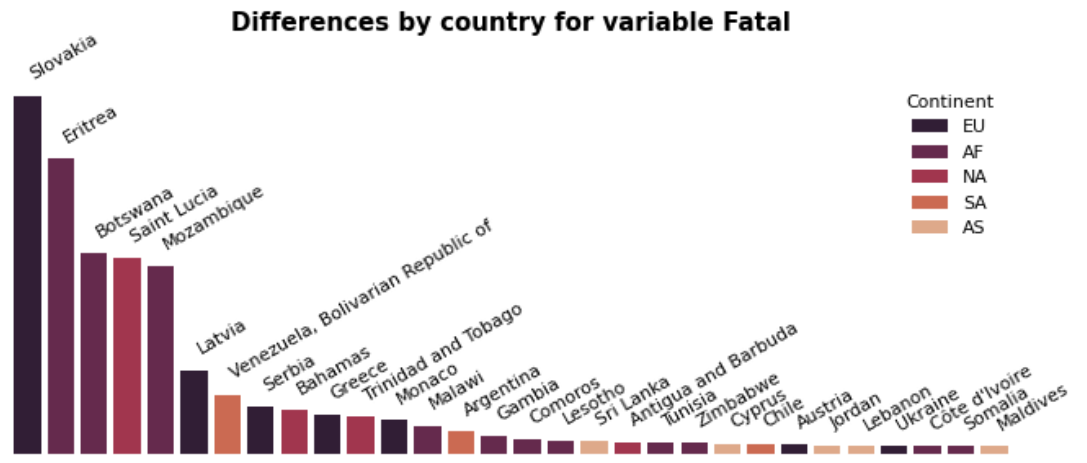 Differences by country for variable Fatal
Slovakia
Eritrea
Botswana
Saint Lucia
Mozambique
Latvia
Venezuela, Bolivarian Republic of
Serbia
Bahamas
Greece
Trinidad and Tobago
Monaco
Malawi
Argentina
Gambia
Comoros
Lesotho
Sri Lanka
Antigua and Barbuda
Tunisia
Zimbabwe
Cyprus
Chile
Austria
Jordan
Lebanon
Ukraine
Côte d'Ivoire
Somalia
Maldives
Continent
EU
AF
NA
SA
AS